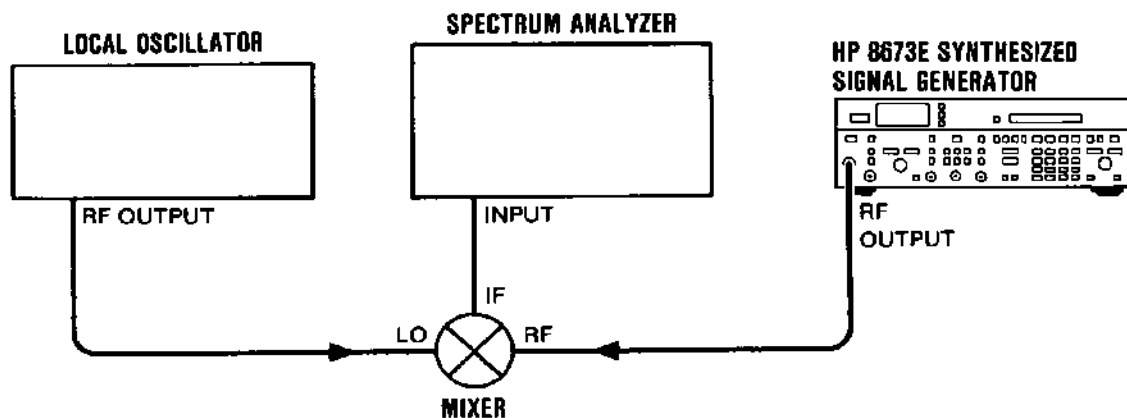 LOCAL OSCILLATOR
SPECTRUM ANALYZER
HP 8673E SYNTHESIZED
SIGNAL GENERATOR
RF OUTPUT
INPUT
RF
OUTPUT
IF
LO
RF
MIXER